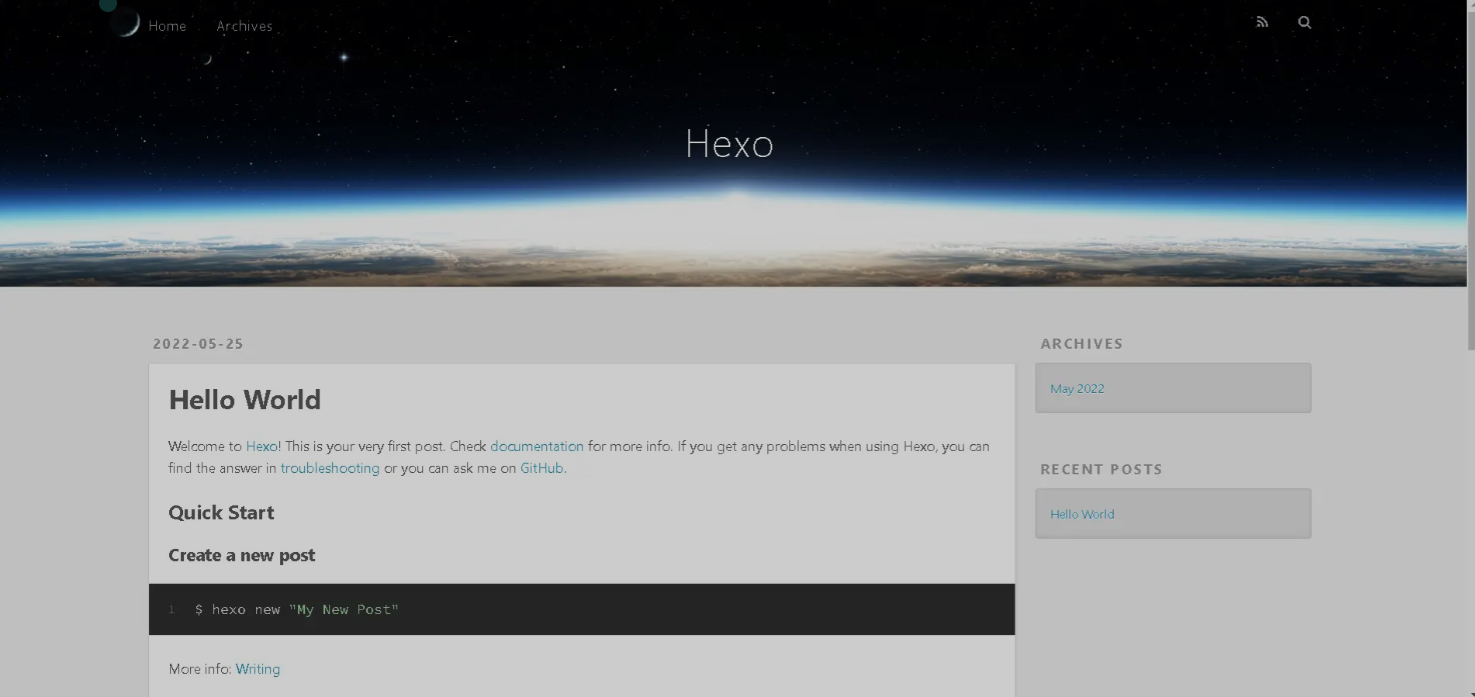 Home Archives
Hexo
2022-05-25
Hello World
Welcome to Hexo! This is your very first post. Check documentation for more info. If you get any problems when using Hexo, you can
find the answer in troubleshooting or you can ask me on GitHub.
Quick Start
Create a new post
1 $ hexo new "My New Post"
More info: Writing
ARCHIVES
May 2022
RECENT POSTS
Hello World